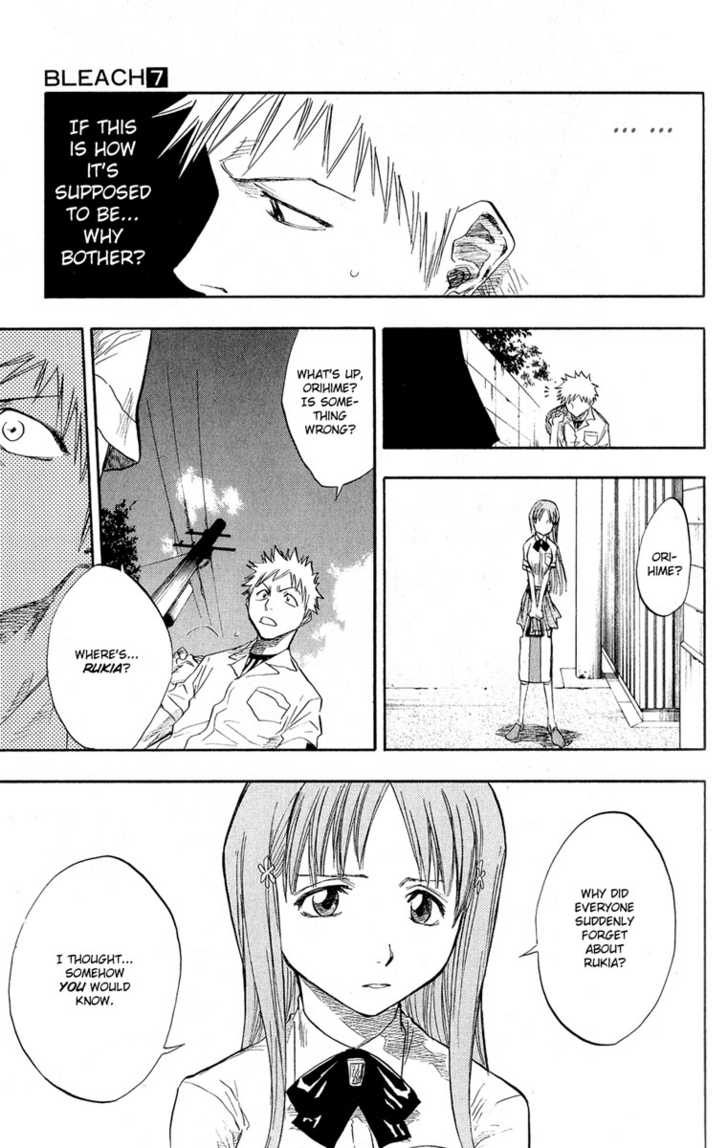 BLEACH 7
... ...
IF THIS
IS HOW
IT'S
SUPPOSED
TO BE...
WHY
BOTHER?
ORI-
HIME?
WHAT'S UP,
ORIHIME?
IS SOME-
THING
WRONG?
WHERE'S...
RUKIA?
WHY DID
EVERYONE
SUDDENLY
FORGET
ABOUT
RUKIA?
I THOUGHT...
SOMEHOW
YOU WOULD
KNOW.